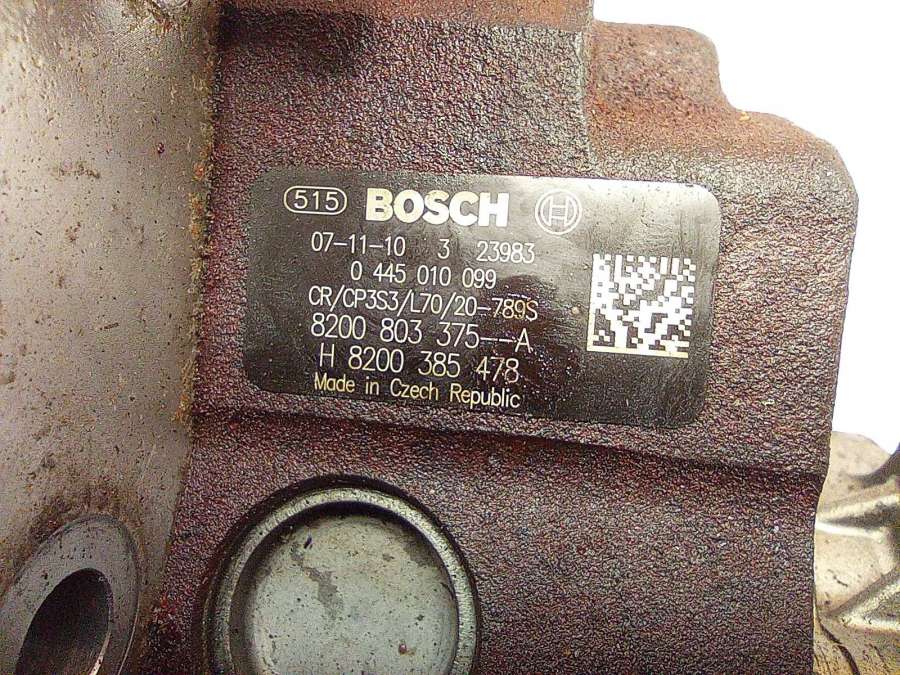 515 BOSCH
07-11-10 3 23983
0 445 010 099
CR/CP3S3/L70/20-789S
8200 803 375--A
H 8200 385 478
Made in Czech Republic